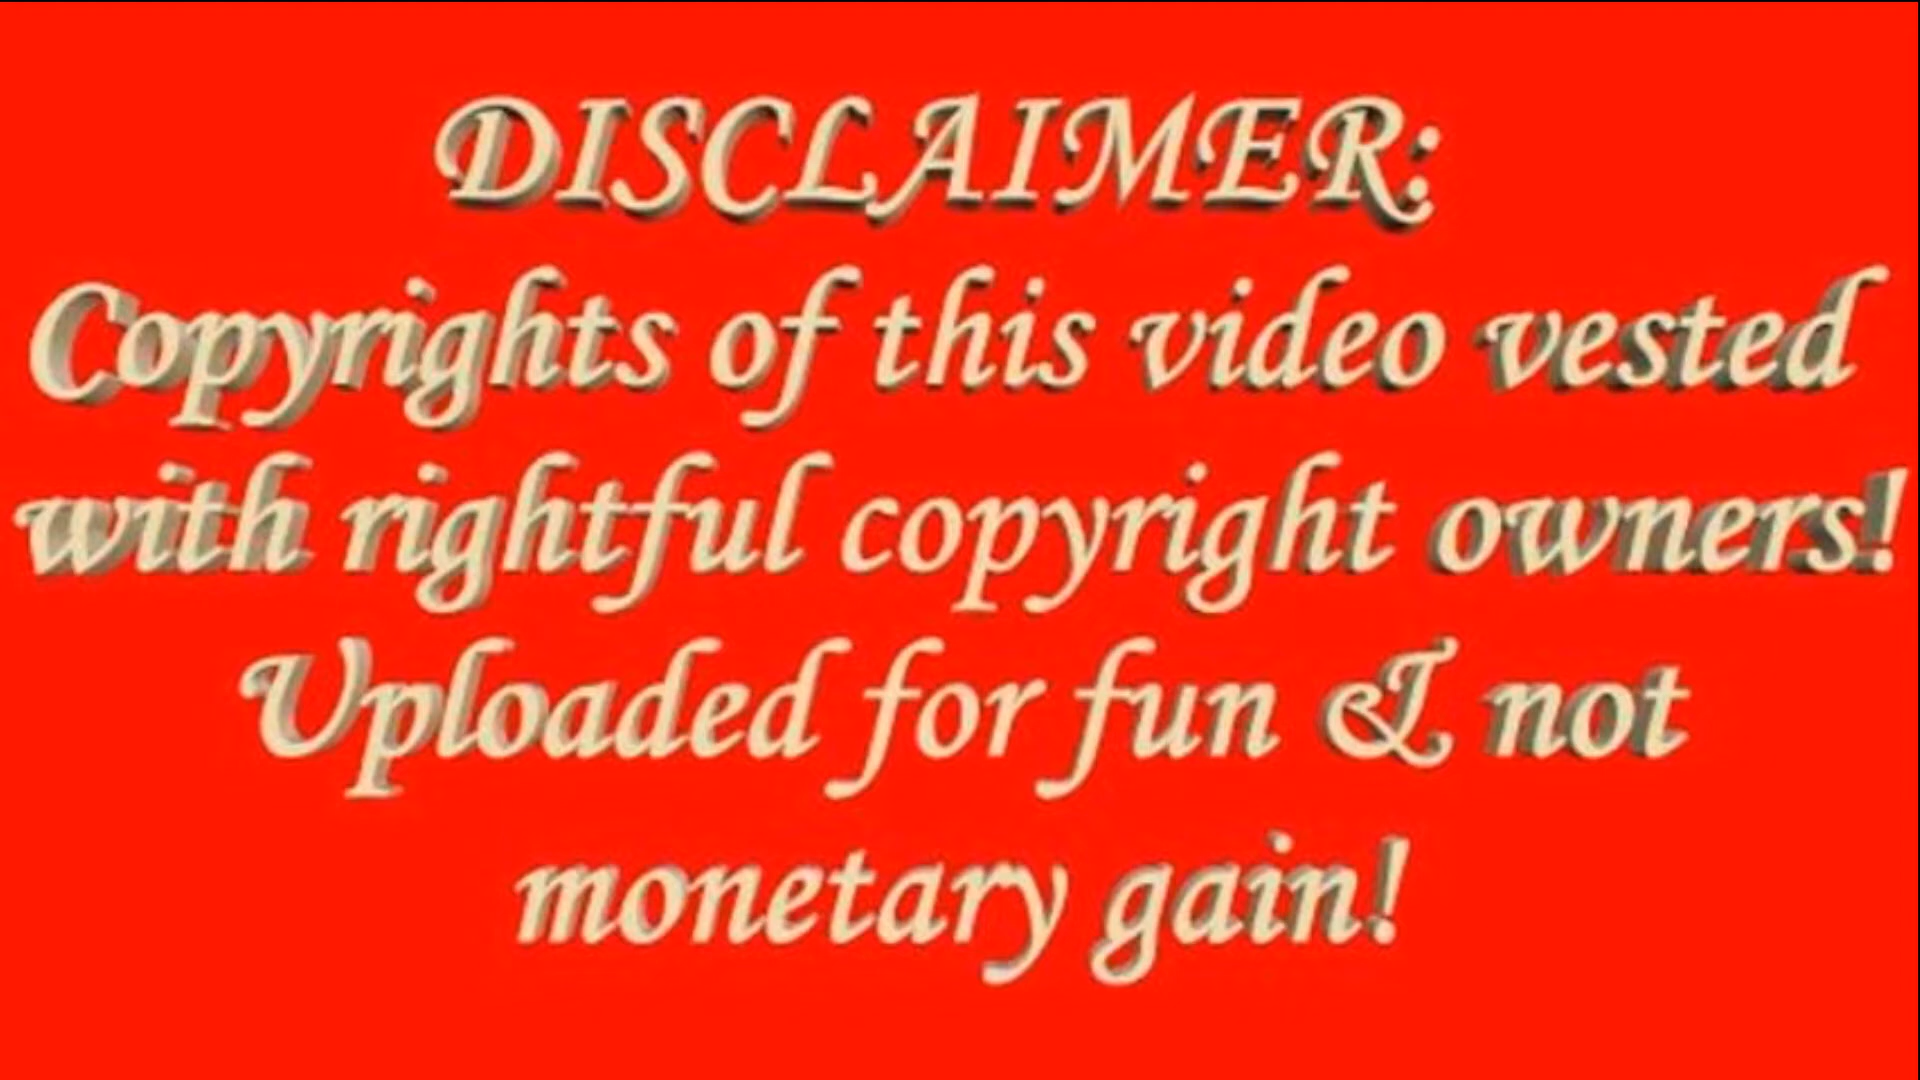 DISCLAIMER:
Copyrights of this video vested
with rightful copyright owners!
Uploaded for fun & not
monetary gain!